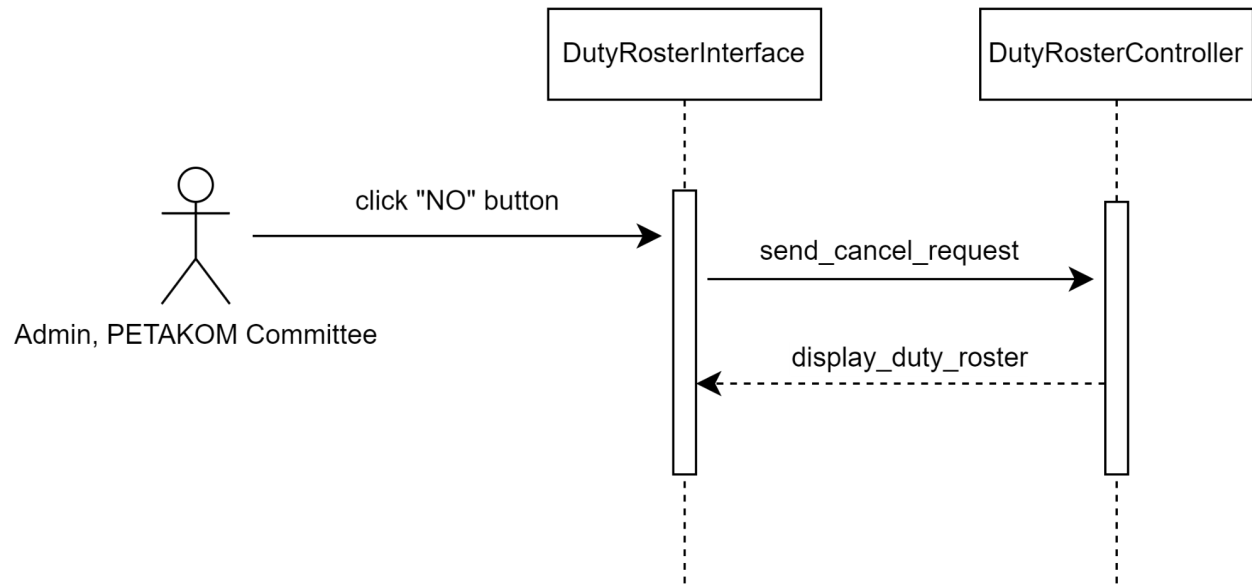 DutyRosterInterface
DutyRosterController
click "NO" button
send_cancel_request
Admin, PETAKOM Committee
display_duty_roster